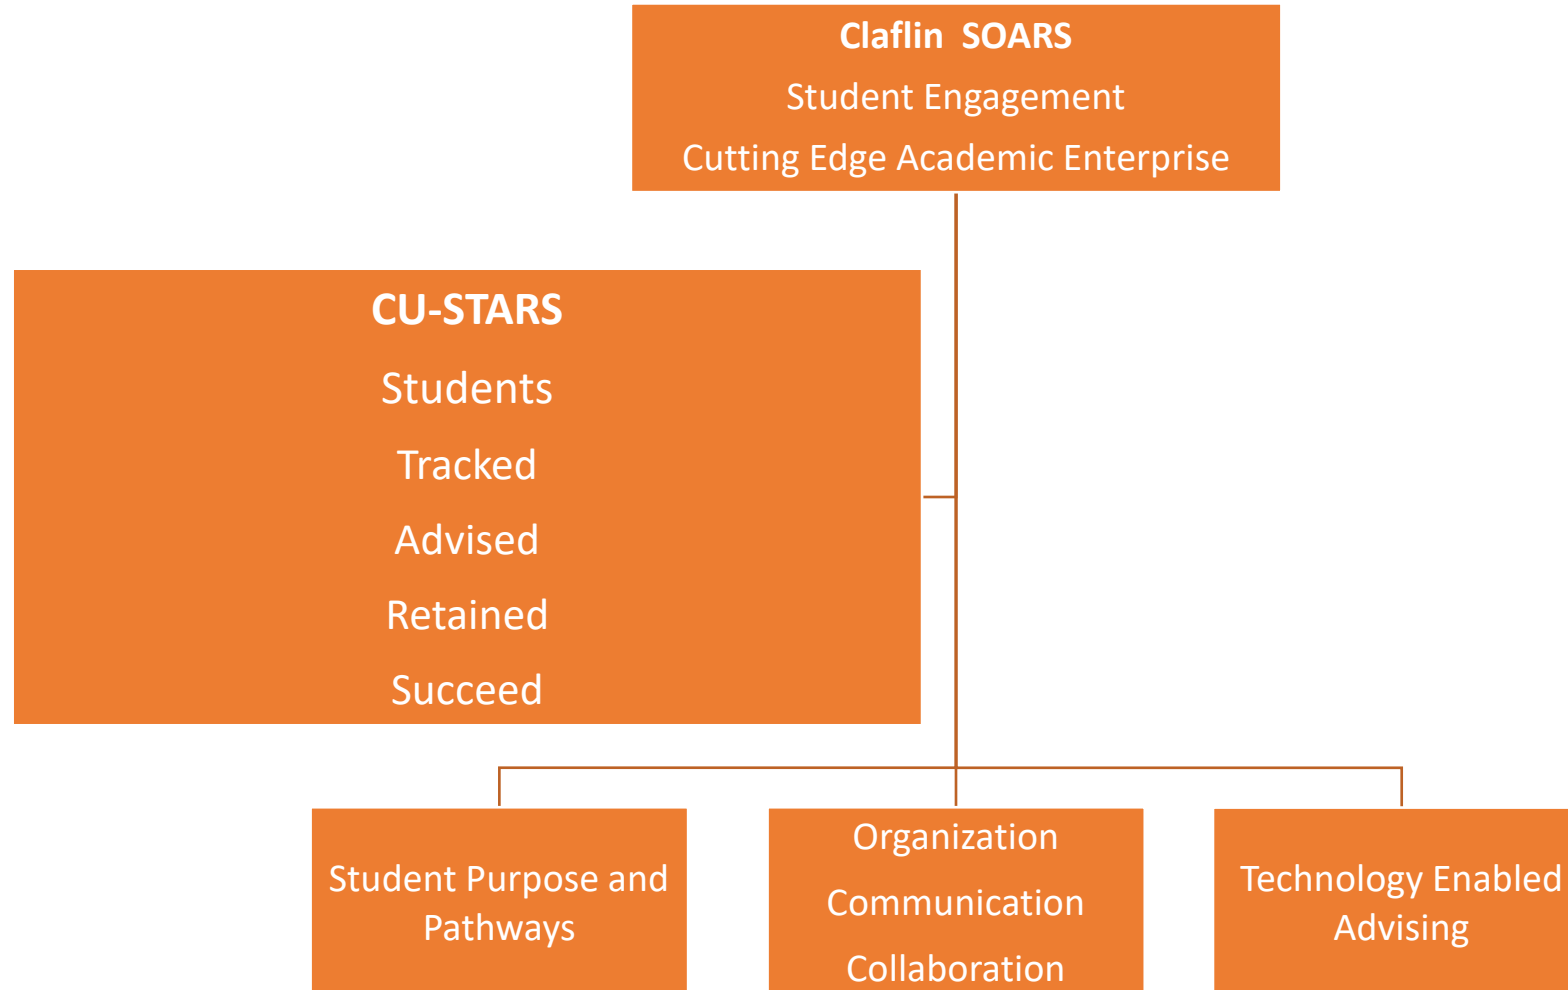 Claflin  SOARS
Student Engagement
Cutting Edge Academic Enterprise
CU-STARS
Students
Tracked
Advised
Retained
Succeed
Student Purpose and
Pathways
Organization
Communication
Collaboration
Technology Enabled
Advising